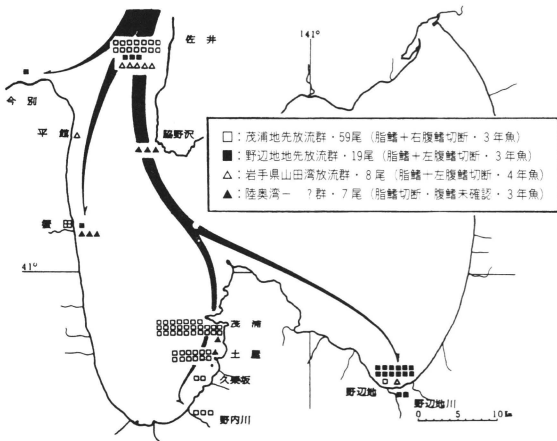 佐井
141°
今別
平館
脇野沢
□：茂浦地先放流群・59尾（脂鰭＋右腹鰭切断・3年魚）
■：野辺地地先放流群・19尾（脂鰭＋左腹鰭切断・3年魚）
△：岩手県山田湾放流群・8尾（脂鰭＋左腹鰭切断・4年魚）
▲：陸奥湾ー ？群・7尾（脂鰭切断・腹鰭未確認・3年魚）
蟹田
41°
茂浦
土屋
久栗坂
野辺地
野辺地川
野内川
0 5 10㎞